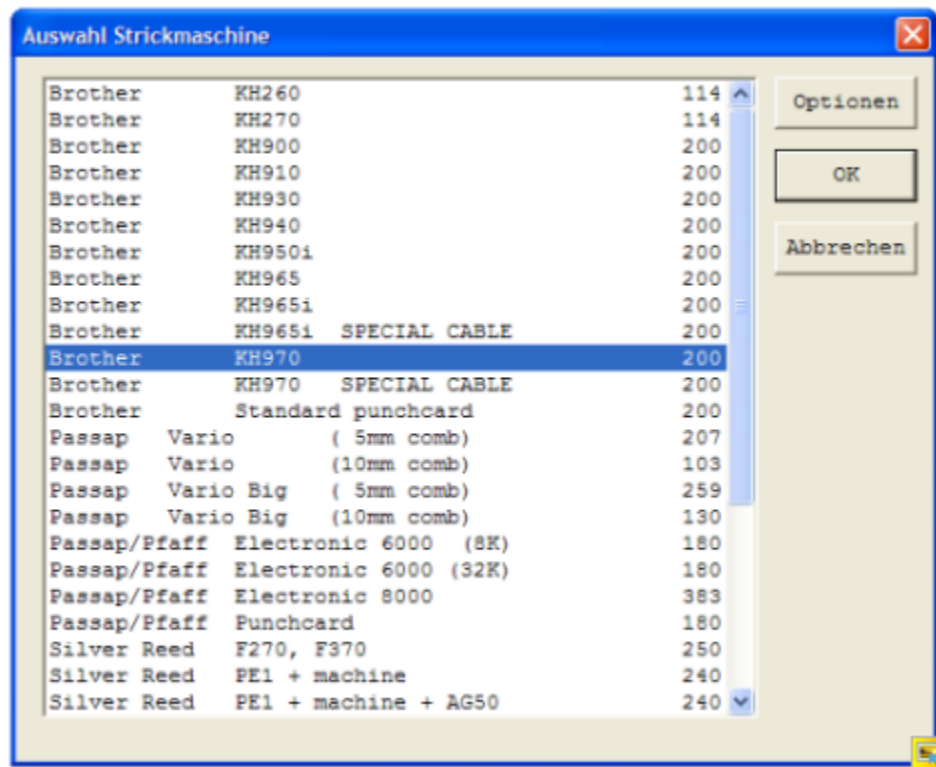 Auswahl Strickmaschine
Brother KH260 114
Brother KH270 114
Brother KH900 200
Brother KH910 200
Brother KH930 200
Brother KH940 200
Brother KH950i 200
Brother KH965 200
Brother KH965i 200
Brother KH965i SPECIAL CABLE 200
Brother KH970 200
Brother KH970 SPECIAL CABLE 200
Brother Standard punchcard 200
Passap Vario ( 5mm comb) 207
Passap Vario (10mm comb) 103
Passap Vario Big ( 5mm comb) 259
Passap Vario Big (10mm comb) 130
Passap/Pfaff Electronic 6000 (8K) 180
Passap/Pfaff Electronic 6000 (32K) 180
Passap/Pfaff Electronic 8000 383
Passap/Pfaff Punchcard 180
Silver Reed F270, F370 250
Silver Reed PE1 + machine 240
Silver Reed PE1 + machine + AG50 240
Optionen
OK
Abbrechen